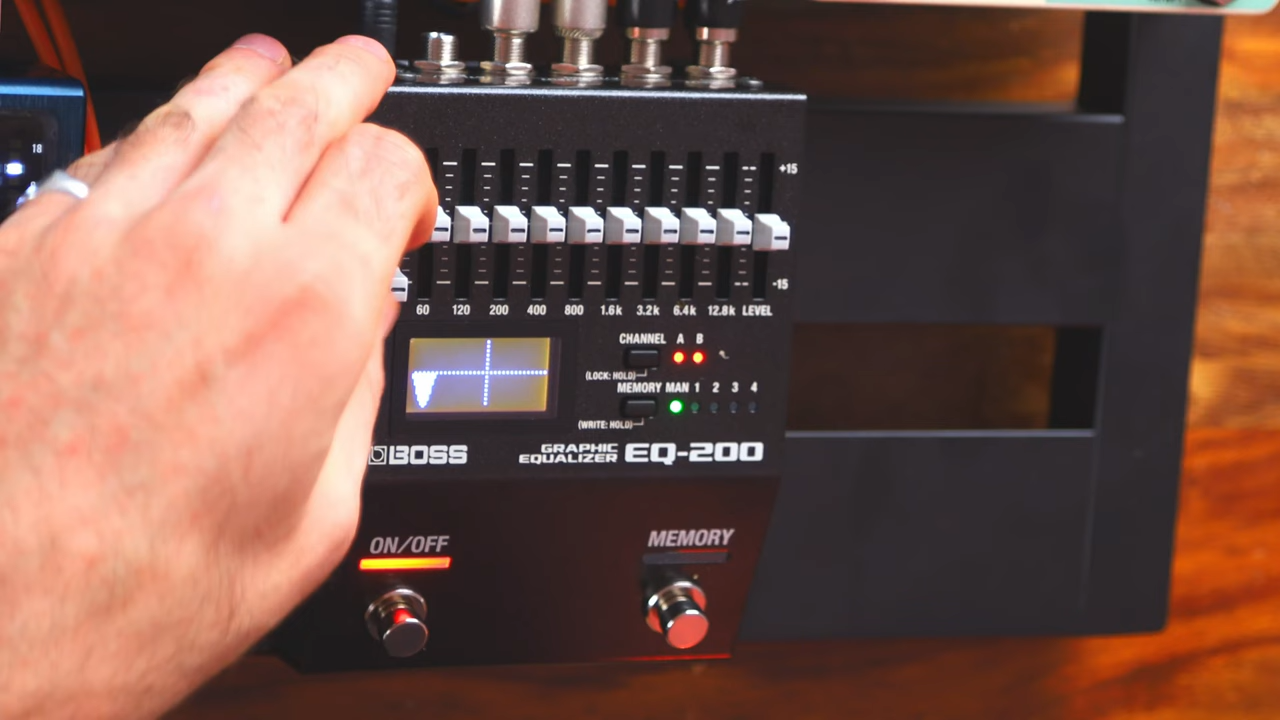 18
+15
-15
60 120 200 400 800 1.6k 3.2k 6.4k 12.8k LEVEL
CHANNEL A B
(LOCK: HOLD)
MEMORY MAN 1 2 3 4
(WRITE: HOLD)
BOSS GRAPHIC EQUALIZER EQ-200
ON/OFF MEMORY